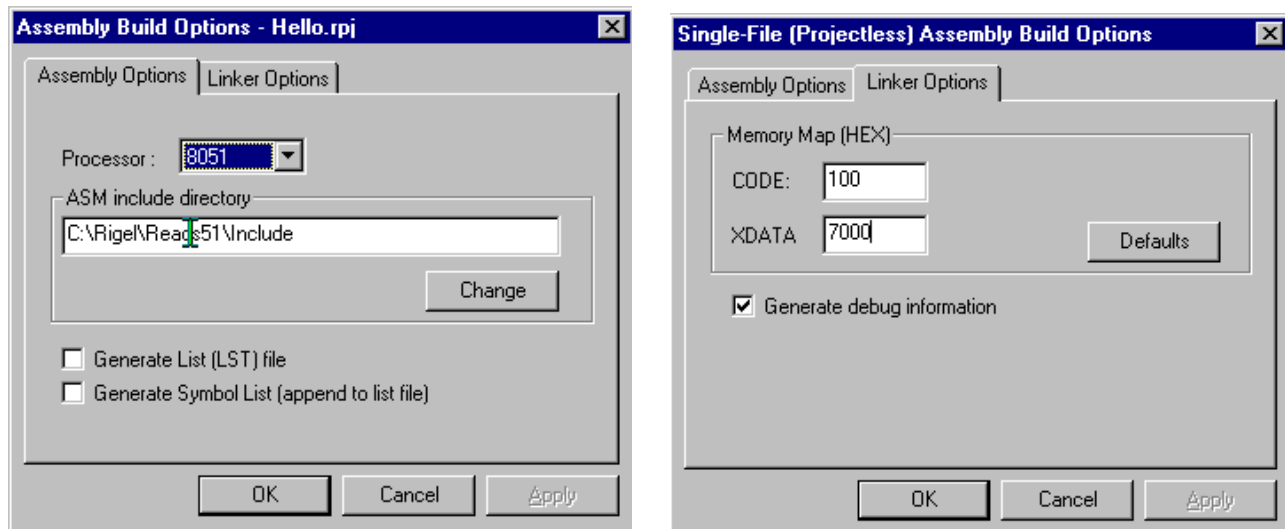 Assembly Build Options - Hello.rpj
Assembly Options
Linker Options
Processor :
8051
ASM include directory
C:\Rigel\Reads51\Include
Change
Generate List (LST) file
Generate Symbol List (append to list file)
OK
Cancel
Apply
Single-File (Projectless) Assembly Build Options
Assembly Options
Linker Options
Memory Map (HEX)
CODE:
100
XDATA
7000
Defaults
Generate debug information
OK
Cancel
Apply